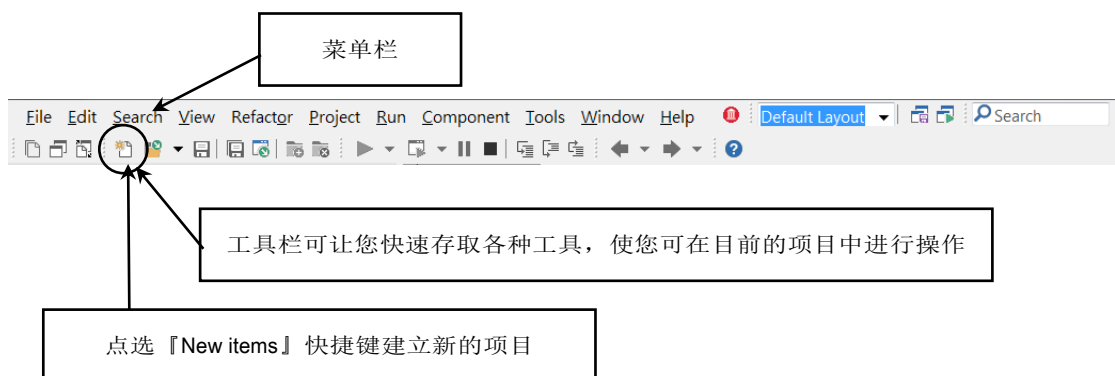 菜单栏
File Edit Search View Refactor Project Run Component Tools Window Help Default Layout Search
工具栏可让您快速存取各种工具，使您可在目前的项目中进行操作
点选『New items』快捷键建立新的项目